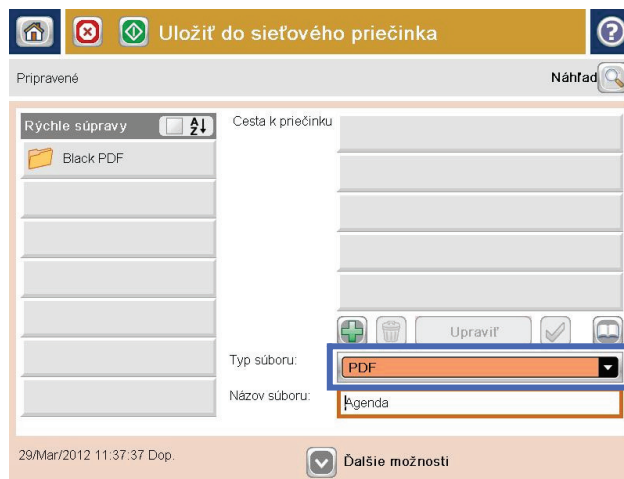 Uložiť do sieťového priečinka
Pripravené
Náhľad
Rýchle súpravy
Cesta k priečinku
Black PDF
Upraviť
Typ súboru:
PDF
Názov súboru:
Agenda
29/Mar/2012 11:37:37 Dop.
Ďalšie možnosti